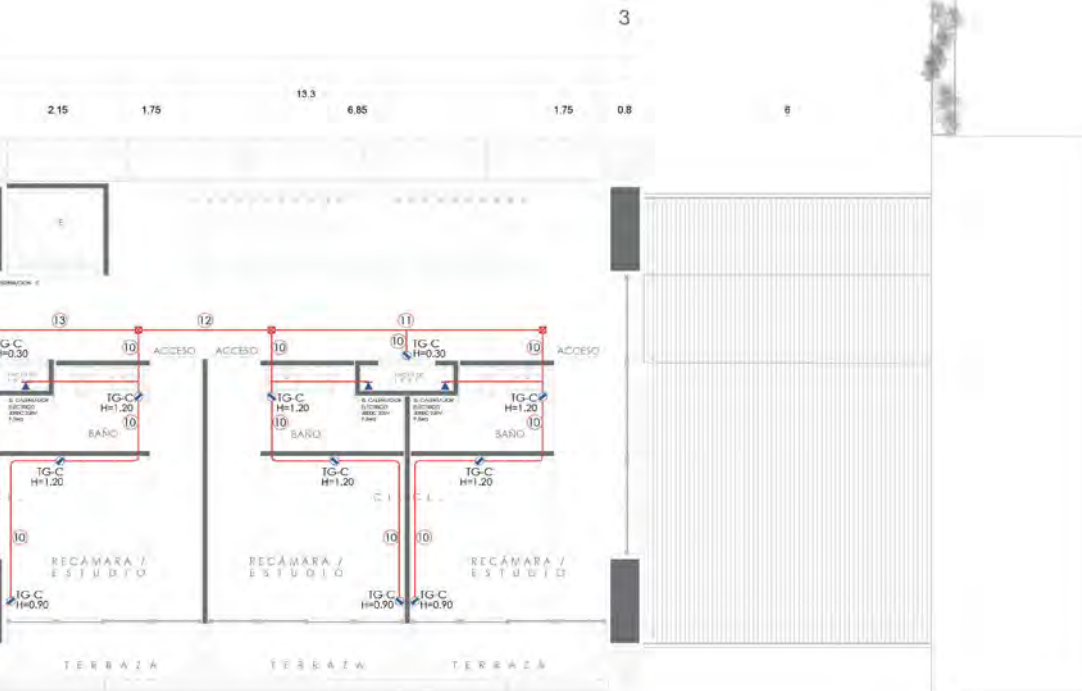 3
13.3
2.15
1.75
6.85
1.75
0.8
6
E
13
12
11
G-C
H=0.30
10
ACCESO
ACCESO
10
10
TG-C
H=0.30
10
ACCESO
TG-C
H=1.20
TG-C
H=1.20
TG-C
H=1.20
10
BAÑO
10
BAÑO
10
BAÑO
TG-C
H=1.20
TG-C
H=1.20
TG-C
H=1.20
10
10
10
RECÁMARA /
ESTUDIO
RECÁMARA /
ESTUDIO
RECÁMARA /
ESTUDIO
TG-C
H=0.90
TG-C
H=0.90
TG-C
H=0.90
TERRAZA
TERRAZA
TERRAZA